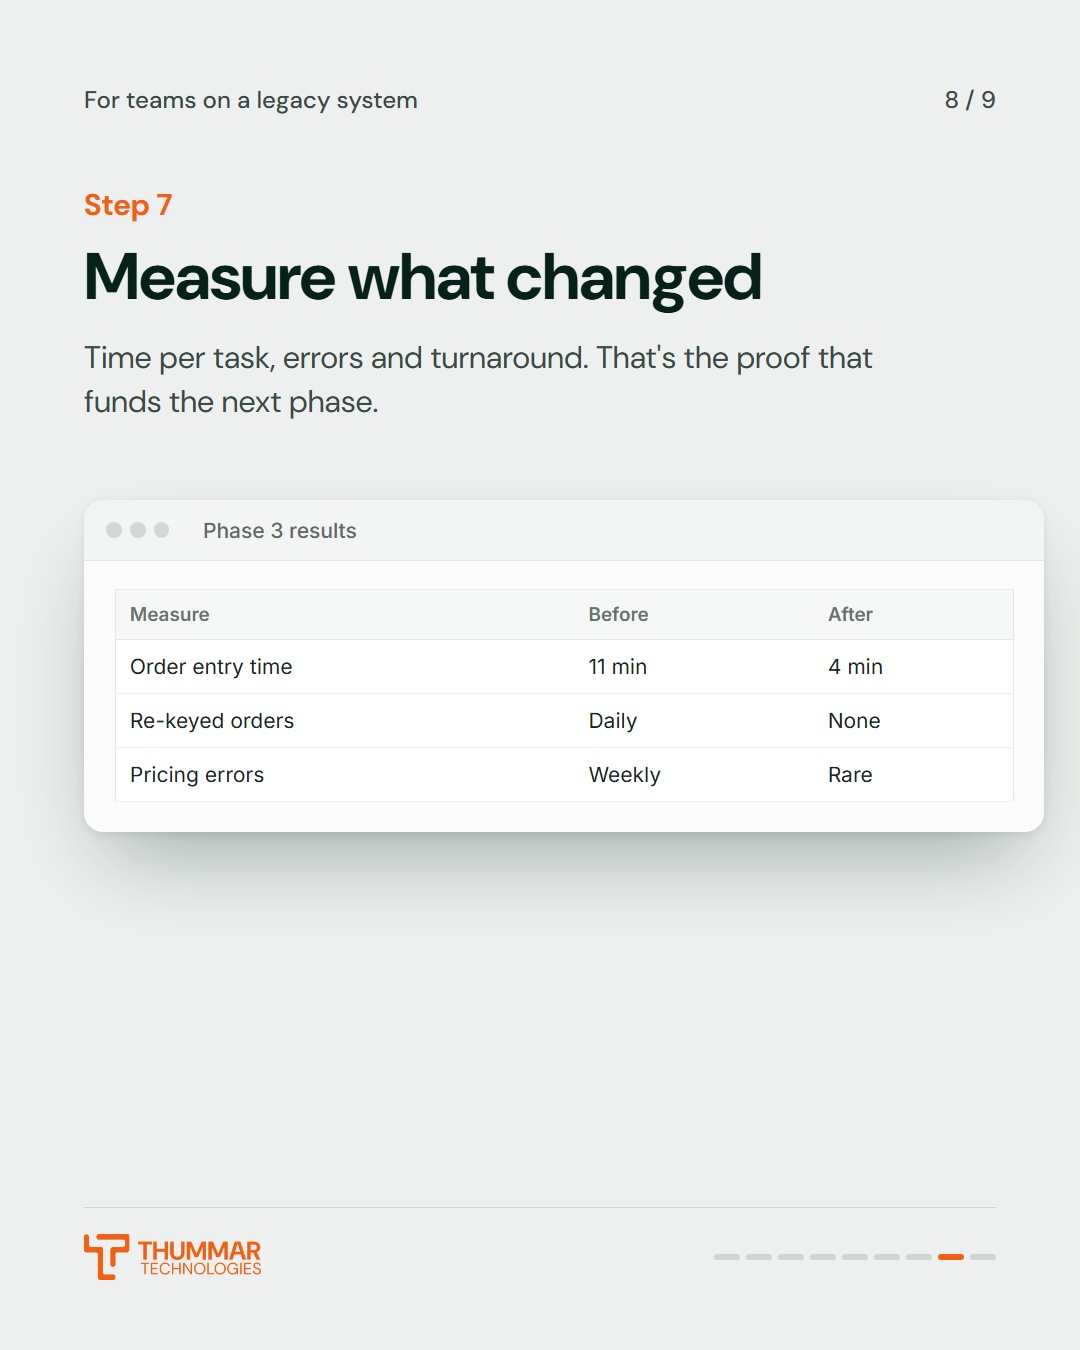 For teams on a legacy system 8 / 9
Step 7
Measure what changed
Time per task, errors and turnaround. That's the proof that
funds the next phase.
Phase 3 results
Measure Before After
Order entry time 11 min 4 min
Re-keyed orders Daily None
Pricing errors Weekly Rare
THUMMAR
TECHNOLOGIES